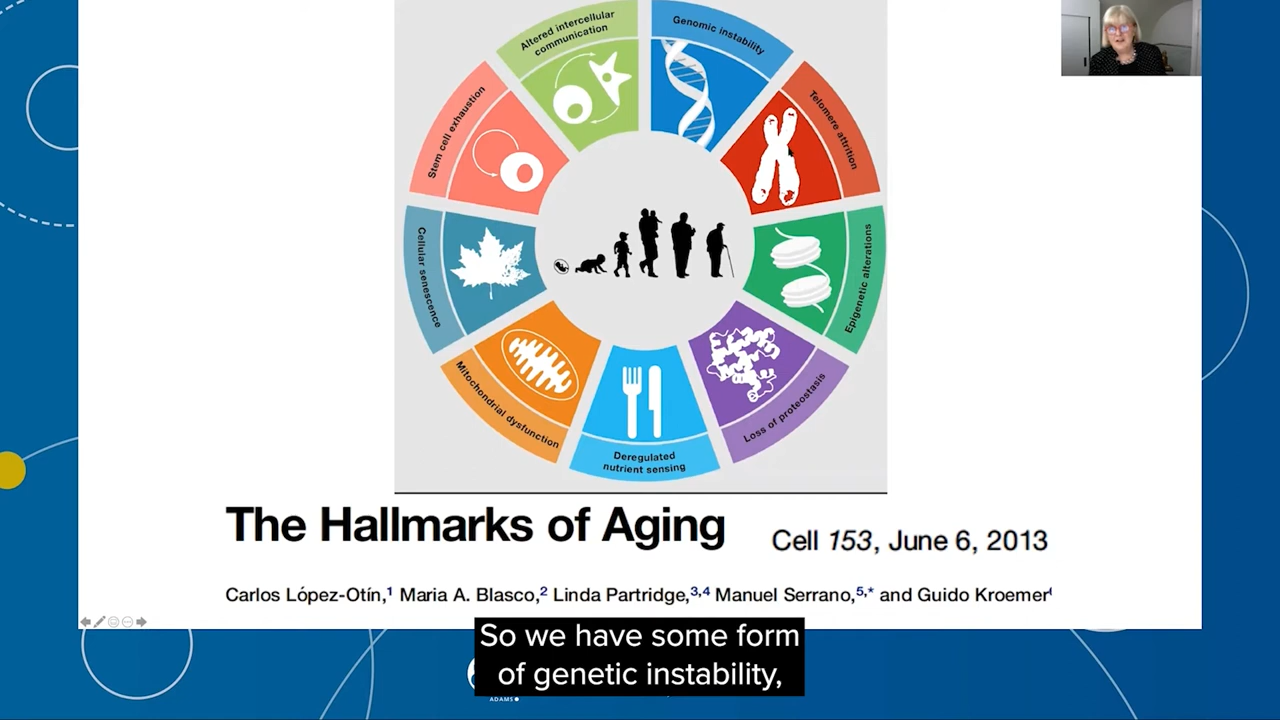 Altered intercellular
communication
Genomic instability
Telomere attrition
Epigenetic alterations
Loss of proteostasis
Deregulated
nutrient sensing
Mitochondrial dysfunction
Cellular senescence
Stem cell exhaustion
The Hallmarks of Aging
Cell 153, June 6, 2013
Carlos López-Otín,1 Maria A. Blasco,2 Linda Partridge,3,4 Manuel Serrano,5,* and Guido Kroemer
So we have some form
of genetic instability,
ADAMS